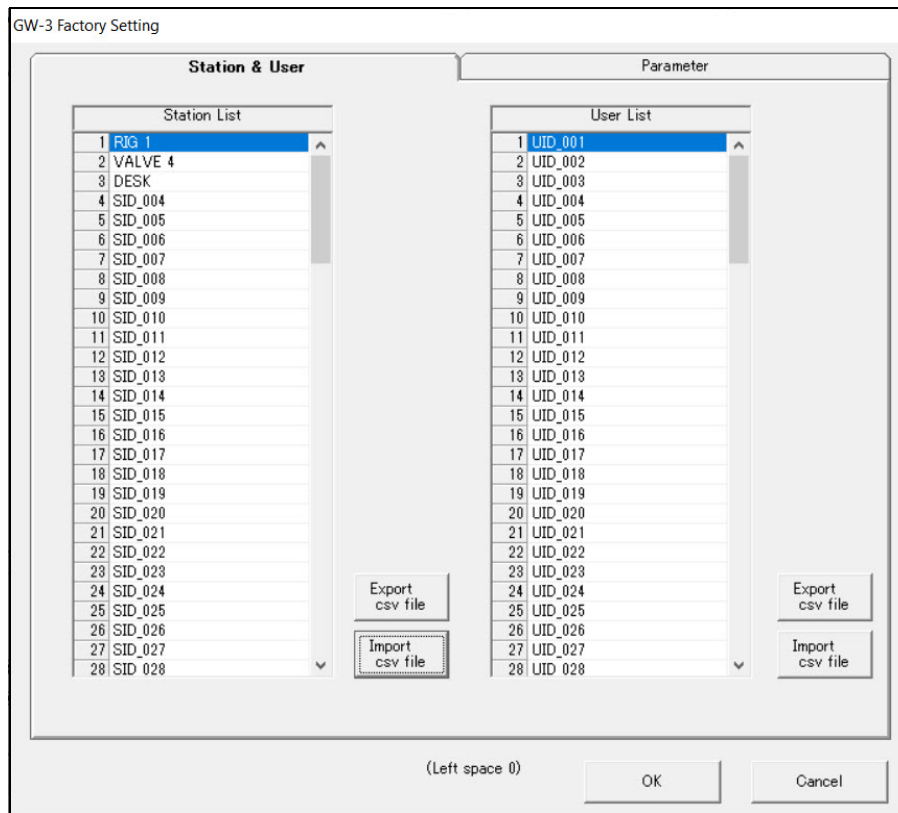 GW-3 Factory Setting
Station & User
Parameter
Station List
1 RIG 1
2 VALVE 4
3 DESK
4 SID_004
5 SID_005
6 SID_006
7 SID_007
8 SID_008
9 SID_009
10 SID_010
11 SID_011
12 SID_012
13 SID_013
14 SID_014
15 SID_015
16 SID_016
17 SID_017
18 SID_018
19 SID_019
20 SID_020
21 SID_021
22 SID_022
23 SID_023
24 SID_024
25 SID_025
26 SID_026
27 SID_027
28 SID_028
Export
csv file
Import
csv file
User List
1 UID_001
2 UID_002
3 UID_003
4 UID_004
5 UID_005
6 UID_006
7 UID_007
8 UID_008
9 UID_009
10 UID_010
11 UID_011
12 UID_012
13 UID_013
14 UID_014
15 UID_015
16 UID_016
17 UID_017
18 UID_018
19 UID_019
20 UID_020
21 UID_021
22 UID_022
23 UID_023
24 UID_024
25 UID_025
26 UID_026
27 UID_027
28 UID_028
Export
csv file
Import
csv file
(Left space 0)
OK
Cancel